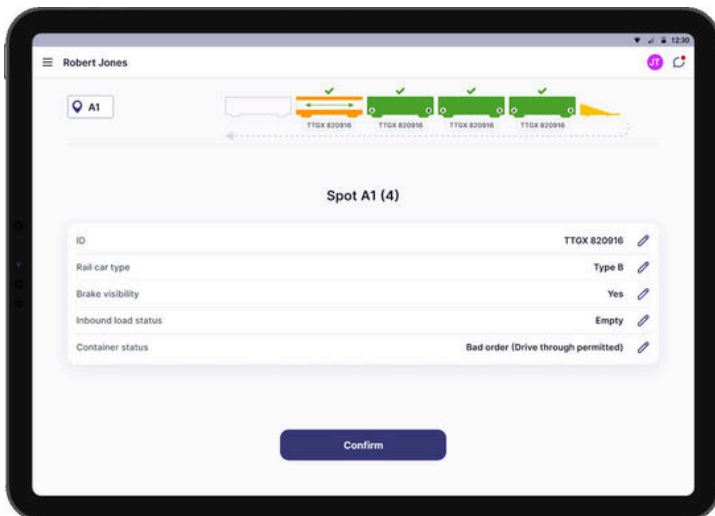 12:30
Robert Jones
JT
A1
TTGX 820916 TTGX 820916 TTGX 820916 TTGX 820916
Spot A1 (4)
ID TTGX 820916
Rail car type Type B
Brake visibility Yes
Inbound load status Empty
Container status Bad order (Drive through permitted)
Confirm